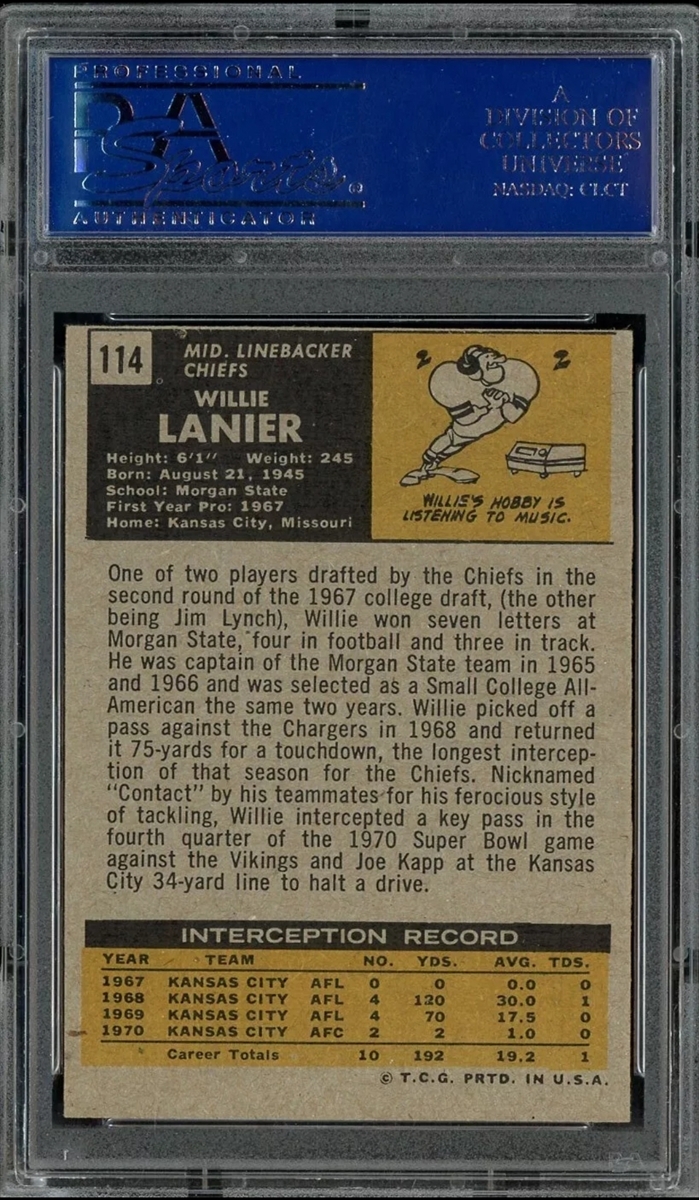 PROFESSIONAL
PSA
Sports®
AUTHENTICATOR
A
DIVISION OF
COLLECTORS
UNIVERSE
NASDAQ: CLCT
114
MID. LINEBACKER
CHIEFS
WILLIE
LANIER
Height: 6'1" Weight: 245
Born: August 21, 1945
School: Morgan State
First Year Pro: 1967
Home: Kansas City, Missouri
2 2
WILLIE'S HOBBY IS
LISTENING TO MUSIC.
One of two players drafted by the Chiefs in the
second round of the 1967 college draft, (the other
being Jim Lynch), Willie won seven letters at
Morgan State, four in football and three in track.
He was captain of the Morgan State team in 1965
and 1966 and was selected as a Small College All-
American the same two years. Willie picked off a
pass against the Chargers in 1968 and returned
it 75-yards for a touchdown, the longest intercep-
tion of that season for the Chiefs. Nicknamed
"Contact" by his teammates for his ferocious style
of tackling, Willie intercepted a key pass in the
fourth quarter of the 1970 Super Bowl game
against the Vikings and Joe Kapp at the Kansas
City 34-yard line to halt a drive.
INTERCEPTION RECORD
YEAR TEAM NO. YDS. AVG. TDS.
1967 KANSAS CITY AFL 0 0 0.0 0
1968 KANSAS CITY AFL 4 120 30.0 1
1969 KANSAS CITY AFL 4 70 17.5 0
1970 KANSAS CITY AFC 2 2 1.0 0
Career Totals 10 192 19.2 1
© T.C.G. PRTD. IN U.S.A.
PSA